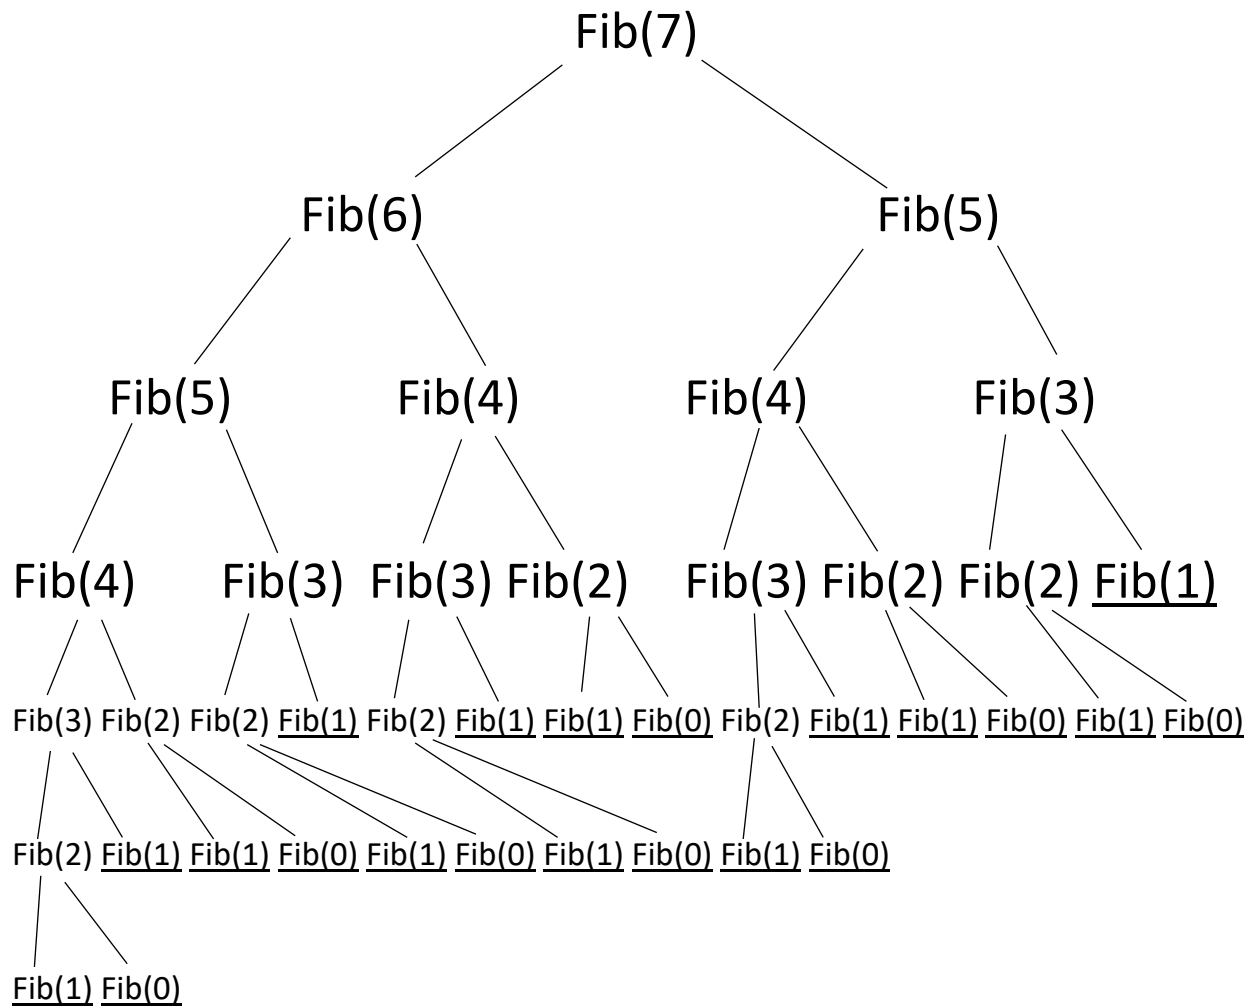 Fib(7)
Fib(6) Fib(5)
Fib(5) Fib(4) Fib(4) Fib(3)
Fib(4) Fib(3) Fib(3) Fib(2) Fib(3) Fib(2) Fib(2) Fib(1)
Fib(3) Fib(2) Fib(2) Fib(1) Fib(2) Fib(1) Fib(1) Fib(0) Fib(2) Fib(1) Fib(1) Fib(0) Fib(1) Fib(0)
Fib(2) Fib(1) Fib(1) Fib(0) Fib(1) Fib(0) Fib(1) Fib(0) Fib(1) Fib(0)
Fib(1) Fib(0)